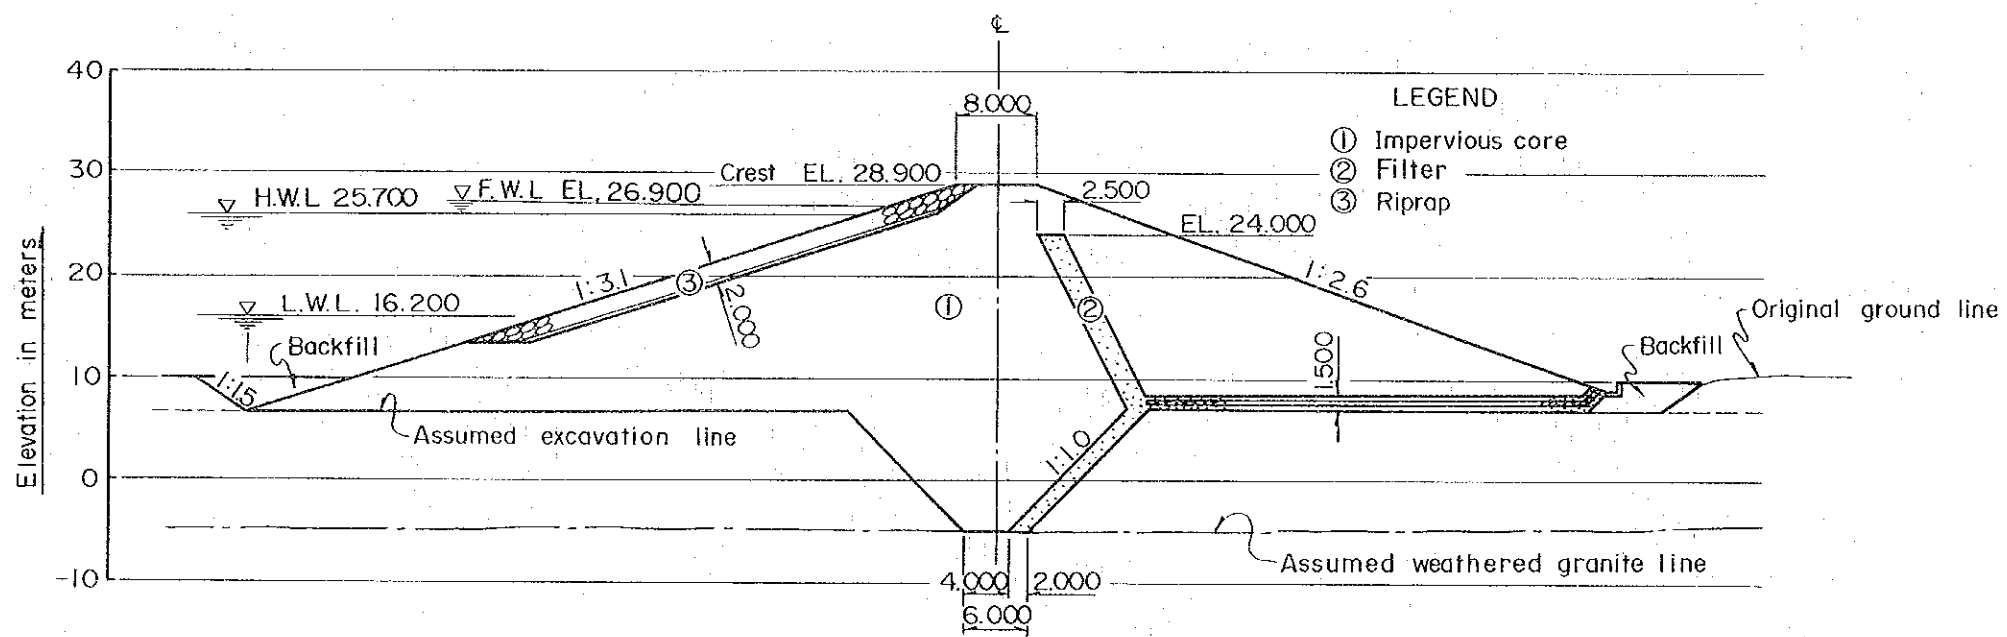 ℄
40
8.000
LEGEND
① Impervious core
② Filter
③ Riprap
30
Crest EL. 28.900
H.W.L 25.700
F.W.L EL, 26.900
2.500
EL. 24.000
20
1:3.1
③
①
②
1:2.6
2.000
L.W.L. 16.200
Original ground line
Backfill
Backfill
1.500
10
1:1.5
Assumed excavation line
Elevation in meters
1:1.0
0
Assumed weathered granite line
-10
4.000
2.000
6.000